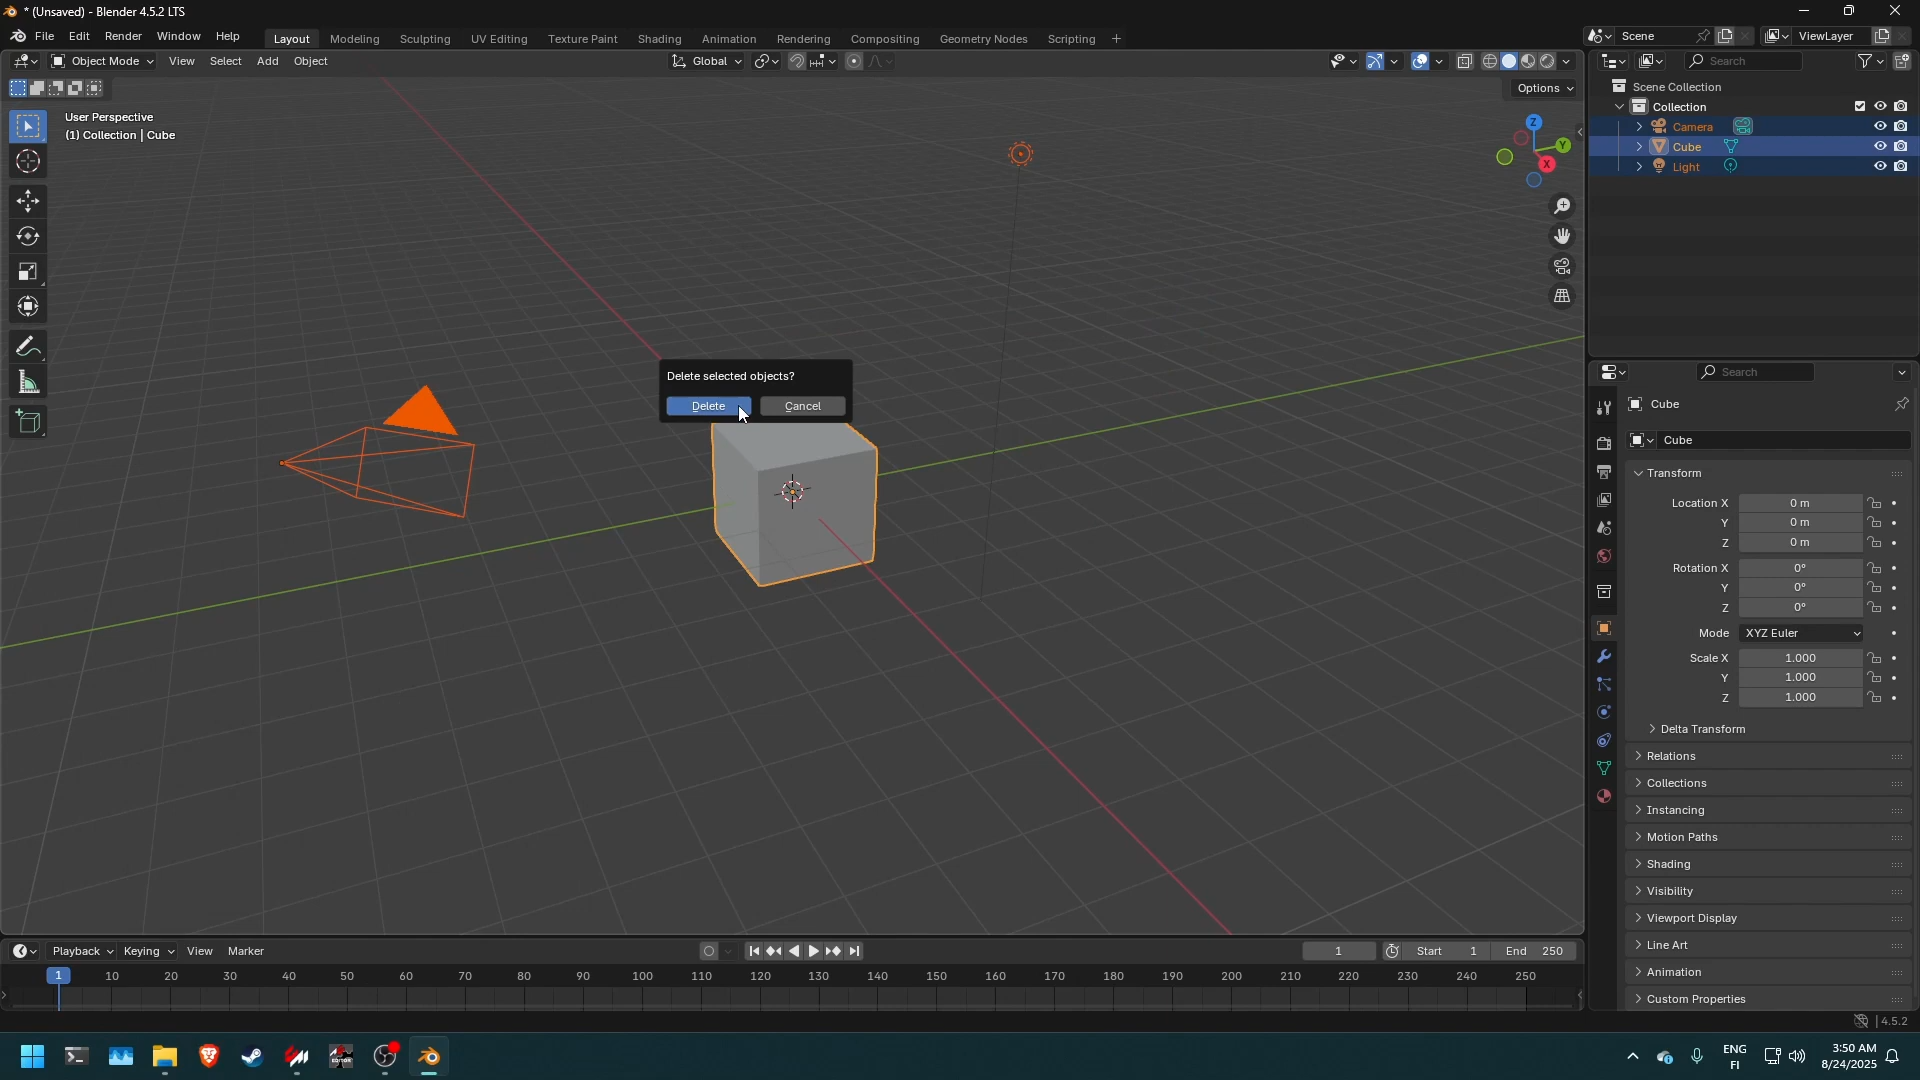 * (Unsaved) - Blender 4.5.2 LTS
File Edit Render Window Help Layout Modeling Sculpting UV Editing Texture Paint Shading Animation Rendering Compositing Geometry Nodes Scripting + Scene ViewLayer
Object Mode View Select Add Object Global Search
Options
User Perspective
(1) Collection | Cube
Z
Y
X
Scene Collection
Collection
Camera
Cube
Light
Delete selected objects?
Delete Cancel
Search
Cube
Cube
Transform
Location X 0 m
Y 0 m
Z 0 m
Rotation X 0°
Y 0°
Z 0°
Mode XYZ Euler
Scale X 1.000
Y 1.000
Z 1.000
Delta Transform
Relations
Collections
Instancing
Motion Paths
Shading
Visibility
Viewport Display
Line Art
Animation
Custom Properties
Playback Keying View Marker 1 Start 1 End 250
1 10 20 30 40 50 60 70 80 90 100 110 120 130 140 150 160 170 180 190 200 210 220 230 240 250
4.5.2
EDITOR
ENG
FI
3:50 AM
8/24/2025